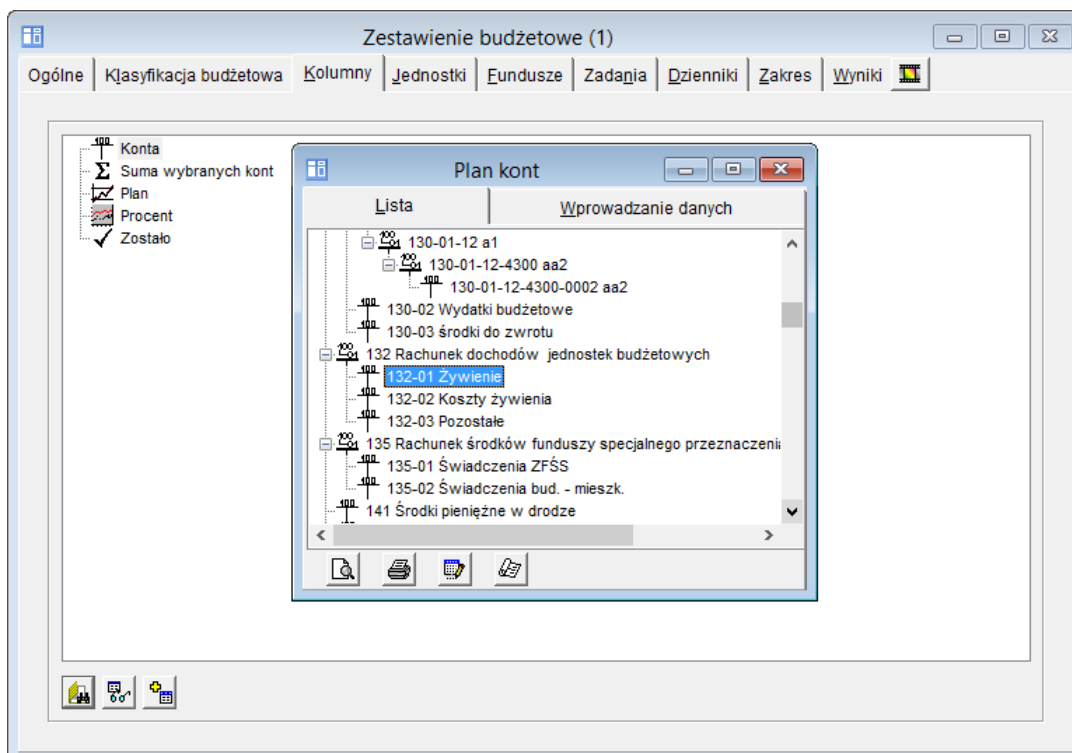 Zestawienie budżetowe (1)
Ogólne Klasyfikacja budżetowa Kolumny Jednostki Fundusze Zadania Dzienniki Zakres Wyniki
Konta
Suma wybranych kont
Plan
Procent
Zostało
Plan kont
Lista Wprowadzanie danych
130-01-12 a1
130-01-12-4300 aa2
130-01-12-4300-0002 aa2
130-02 Wydatki budżetowe
130-03 środki do zwrotu
132 Rachunek dochodów jednostek budżetowych
132-01 Żywienie
132-02 Koszty żywienia
132-03 Pozostałe
135 Rachunek środków funduszy specjalnego przeznaczenia
135-01 Świadczenia ZFŚS
135-02 Świadczenia bud. - mieszk.
141 Środki pieniężne w drodze